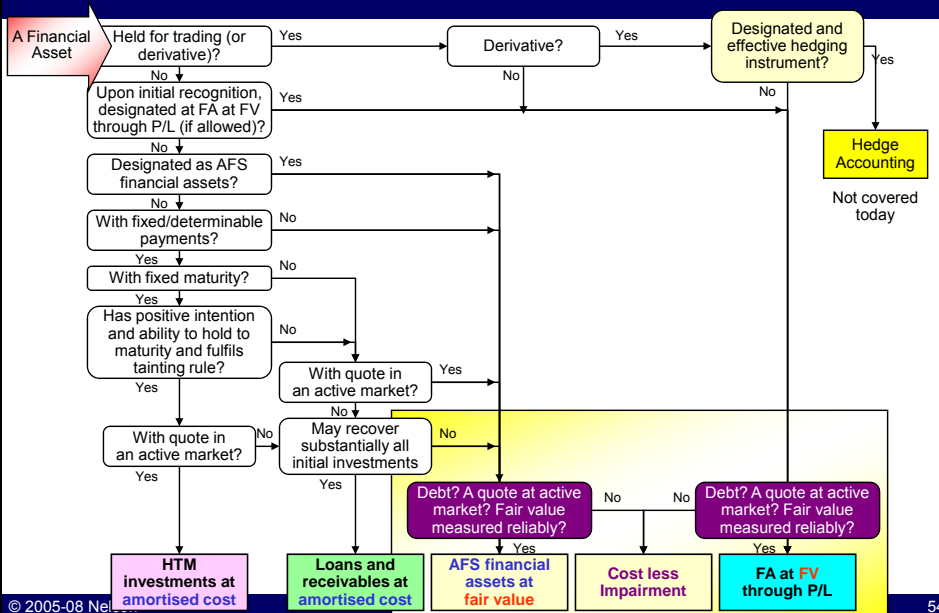 A Financial
Asset
Held for trading (or
derivative)?
Yes
Derivative?
Yes
Designated and
effective hedging
instrument?
Yes
No
No
No
Upon initial recognition,
designated at FA at FV
through P/L (if allowed)?
Yes
Hedge
Accounting
Not covered
today
No
Designated as AFS
financial assets?
Yes
No
With fixed/determinable
payments?
No
Yes
With fixed maturity?
No
Yes
Has positive intention
and ability to hold to
maturity and fulfils
tainting rule?
No
Yes
With quote in
an active market?
Yes
No
With quote in
an active market?
No
Yes
May recover
substantially all
initial investments
No
Yes
Debt? A quote at active
market? Fair value
measured reliably?
No
No
Debt? A quote at active
market? Fair value
measured reliably?
Yes
Yes
HTM
investments at
amortised cost
Loans and
receivables at
amortised cost
AFS financial
assets at
fair value
Cost less
Impairment
FA at FV
through P/L
© 2005-08
5